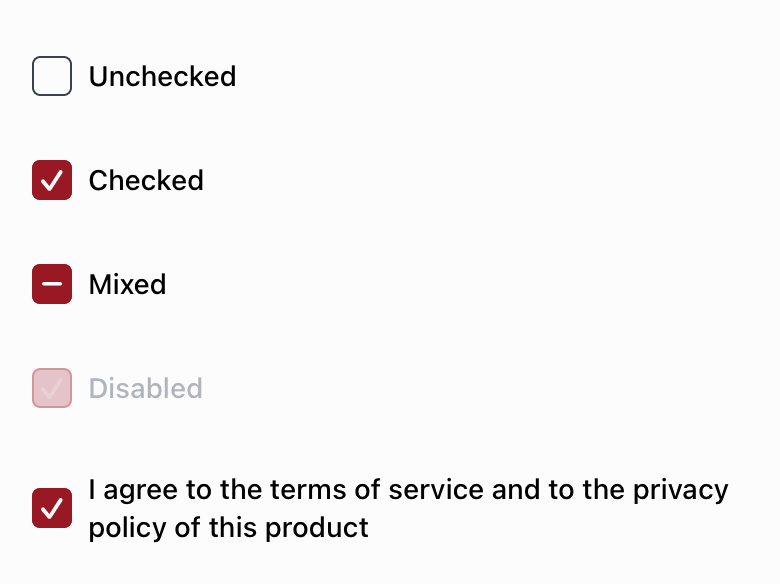 Unchecked
Checked
Mixed
Disabled
I agree to the terms of service and to the privacy
policy of this product